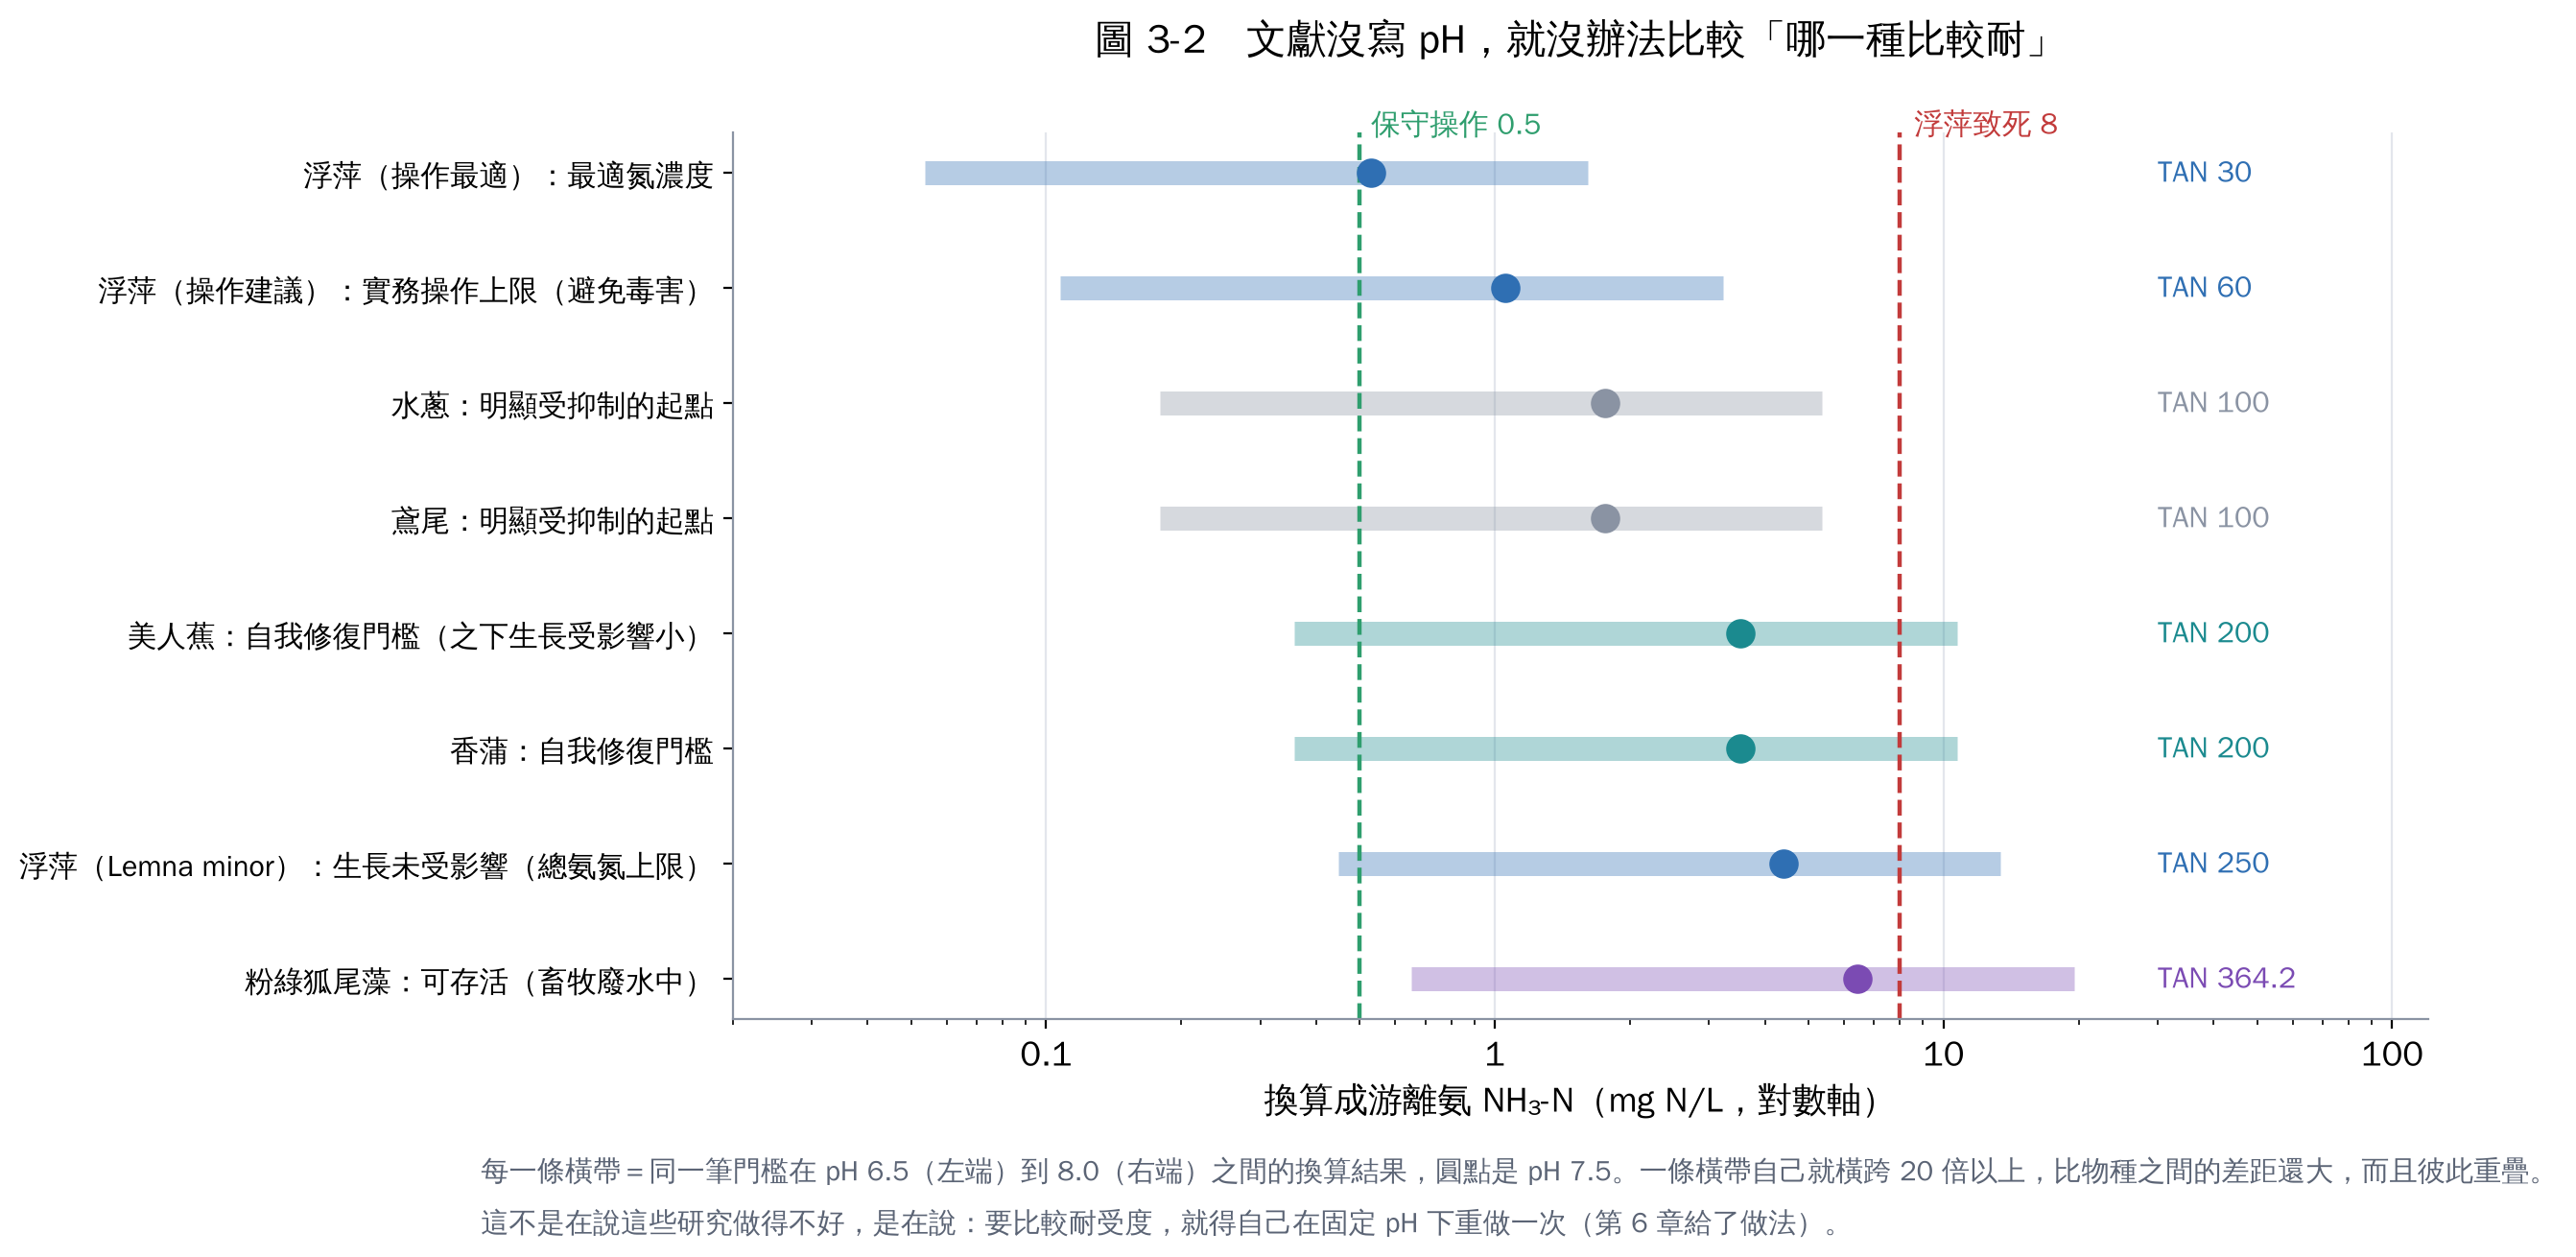 圖 3-2　文獻沒寫 pH，就沒辦法比較「哪一種比較耐」
保守操作 0.5
浮萍致死 8
浮萍（操作最適）：最適氮濃度
TAN 30
浮萍（操作建議）：實務操作上限（避免毒害）
TAN 60
水蔥：明顯受抑制的起點
TAN 100
鳶尾：明顯受抑制的起點
TAN 100
美人蕉：自我修復門檻（之下生長受影響小）
TAN 200
香蒲：自我修復門檻
TAN 200
浮萍（Lemna minor）：生長未受影響（總氨氮上限）
TAN 250
粉綠狐尾藻：可存活（畜牧廢水中）
TAN 364.2
0.1
1
10
100
換算成游離氨 NH₃-N（mg N/L，對數軸）
每一條橫帶＝同一筆門檻在 pH 6.5（左端）到 8.0（右端）之間的換算結果，圓點是 pH 7.5。一條橫帶自己就橫跨 20 倍以上，比物種之間的差距還大，而且彼此重疊。
這不是在說這些研究做得不好，是在說：要比較耐受度，就得自己在固定 pH 下重做一次（第 6 章給了做法）。